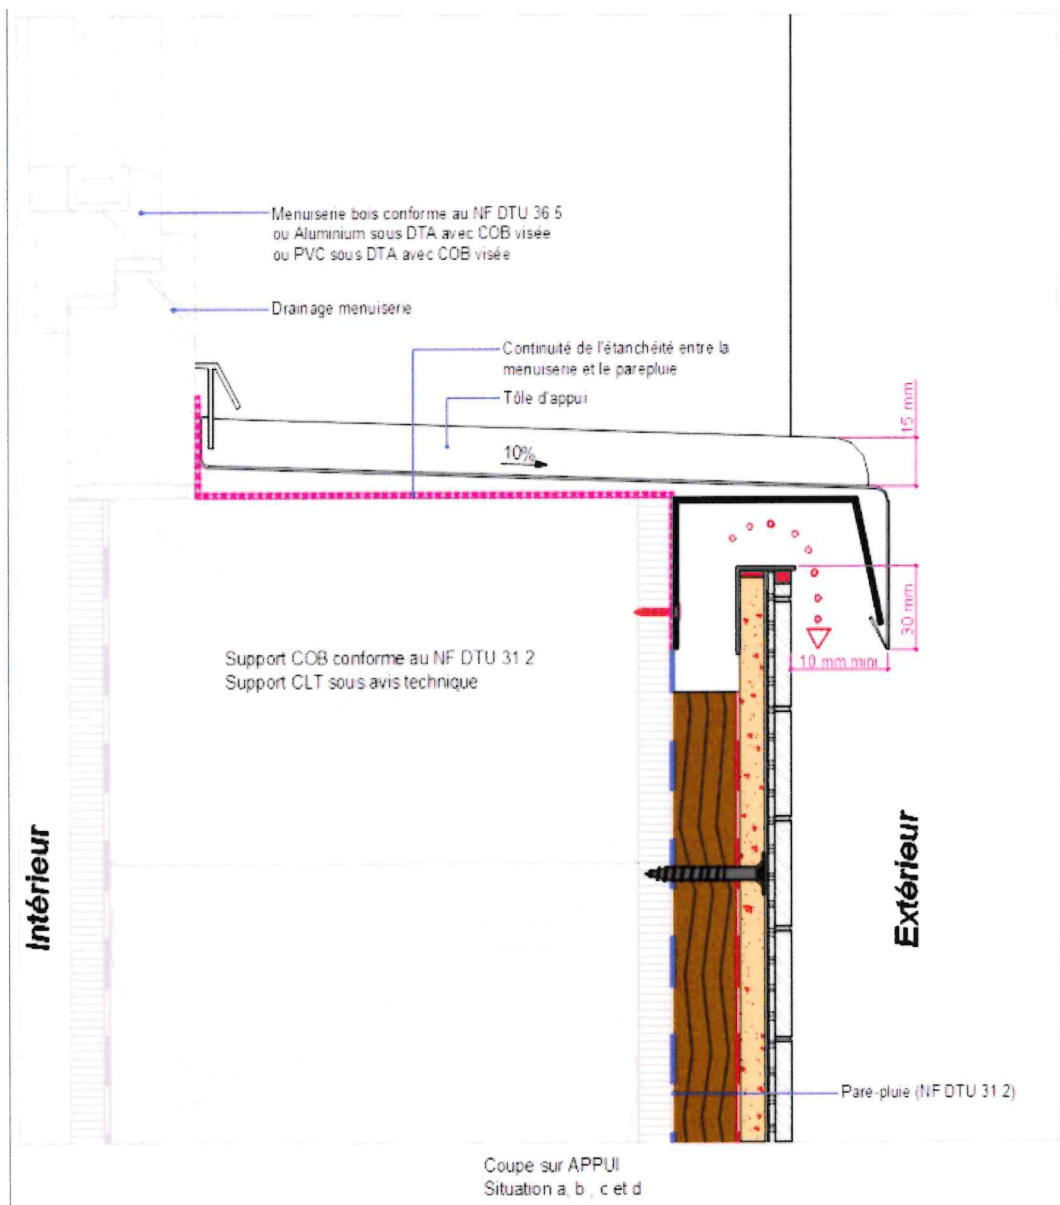 Menuiserie bois conforme au NF DTU 36 5
ou Aluminium sous DTA avec COB visée
ou PVC sous DTA avec COB visée
Drainage menuiserie
Continuité de l'étanchéité entre la
menuiserie et le parepluie
Tôle d'appui
15 mm
10%
30 mm
10 mm mini
Support COB conforme au NF DTU 31 2
Support CLT sous avis technique
Intérieur
Extérieur
Pare-pluie (NF DTU 31 2)
Coupe sur APPUI
Situation a, b , c et d